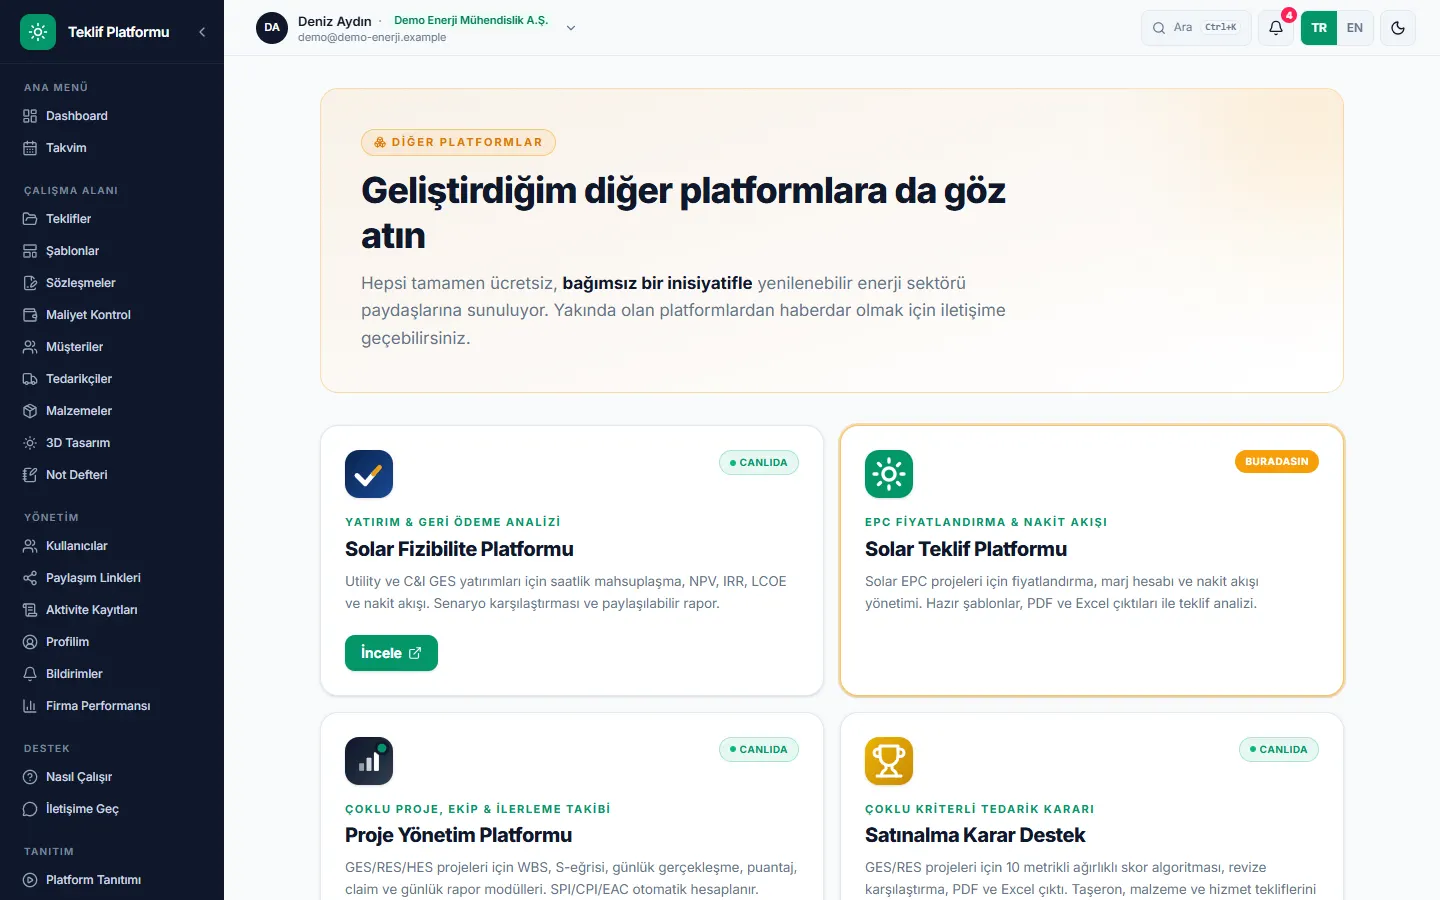 Teklif Platformu
ANA MENÜ
Dashboard
Takvim
ÇALIŞMA ALANI
Teklifler
Şablonlar
Sözleşmeler
Maliyet Kontrol
Müşteriler
Tedarikçiler
Malzemeler
3D Tasarım
Not Defteri
YÖNETİM
Kullanıcılar
Paylaşım Linkleri
Aktivite Kayıtları
Profilim
Bildirimler
Firma Performansı
DESTEK
Nasıl Çalışır
İletişime Geç
TANITIM
Platform Tanıtımı
DA
Deniz Aydın · Demo Enerji Mühendislik A.Ş.
demo@demo-enerji.example
Ara Ctrl+K
4
TR EN
DİĞER PLATFORMLAR
Geliştirdiğim diğer platformlara da göz
atın
Hepsi tamamen ücretsiz, bağımsız bir inisiyatifle yenilenebilir enerji sektörü
paydaşlarına sunuluyor. Yakında olan platformlardan haberdar olmak için iletişime
geçebilirsiniz.
CANLIDA
YATIRIM & GERİ ÖDEME ANALİZİ
Solar Fizibilite Platformu
Utility ve C&I GES yatırımları için saatlik mahsuplaşma, NPV, IRR, LCOE
ve nakit akışı. Senaryo karşılaştırması ve paylaşılabilir rapor.
İncele
BURADASIN
EPC FİYATLANDIRMA & NAKİT AKIŞI
Solar Teklif Platformu
Solar EPC projeleri için fiyatlandırma, marj hesabı ve nakit akışı
yönetimi. Hazır şablonlar, PDF ve Excel çıktıları ile teklif analizi.
CANLIDA
ÇOKLU PROJE, EKİP & İLERLEME TAKİBİ
Proje Yönetim Platformu
GES/RES/HES projeleri için WBS, S-eğrisi, günlük gerçekleşme, puantaj,
claim ve günlük rapor modülleri. SPI/CPI/EAC otomatik hesaplanır.
CANLIDA
ÇOKLU KRİTERLİ TEDARİK KARARI
Satınalma Karar Destek
GES/RES projeleri için 10 metrikli ağırlıklı skor algoritması, revize
karşılaştırma, PDF ve Excel çıktı. Taşeron, malzeme ve hizmet tekliflerini